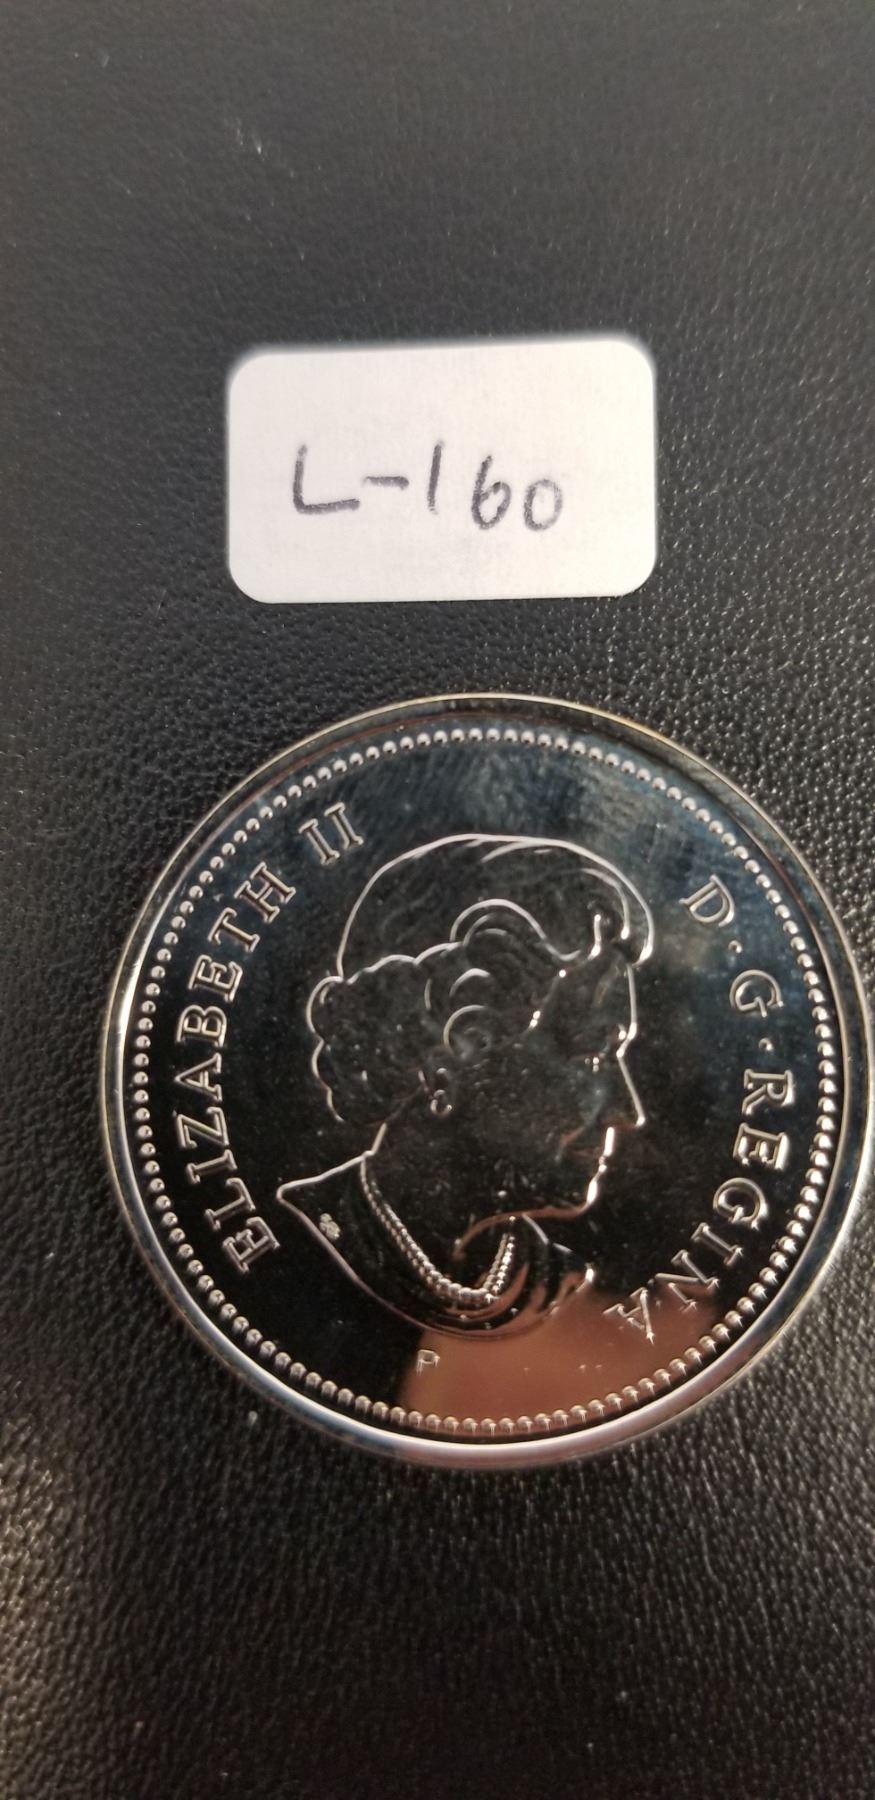 L-160
ELIZABETH II
D·G·REGINA
P